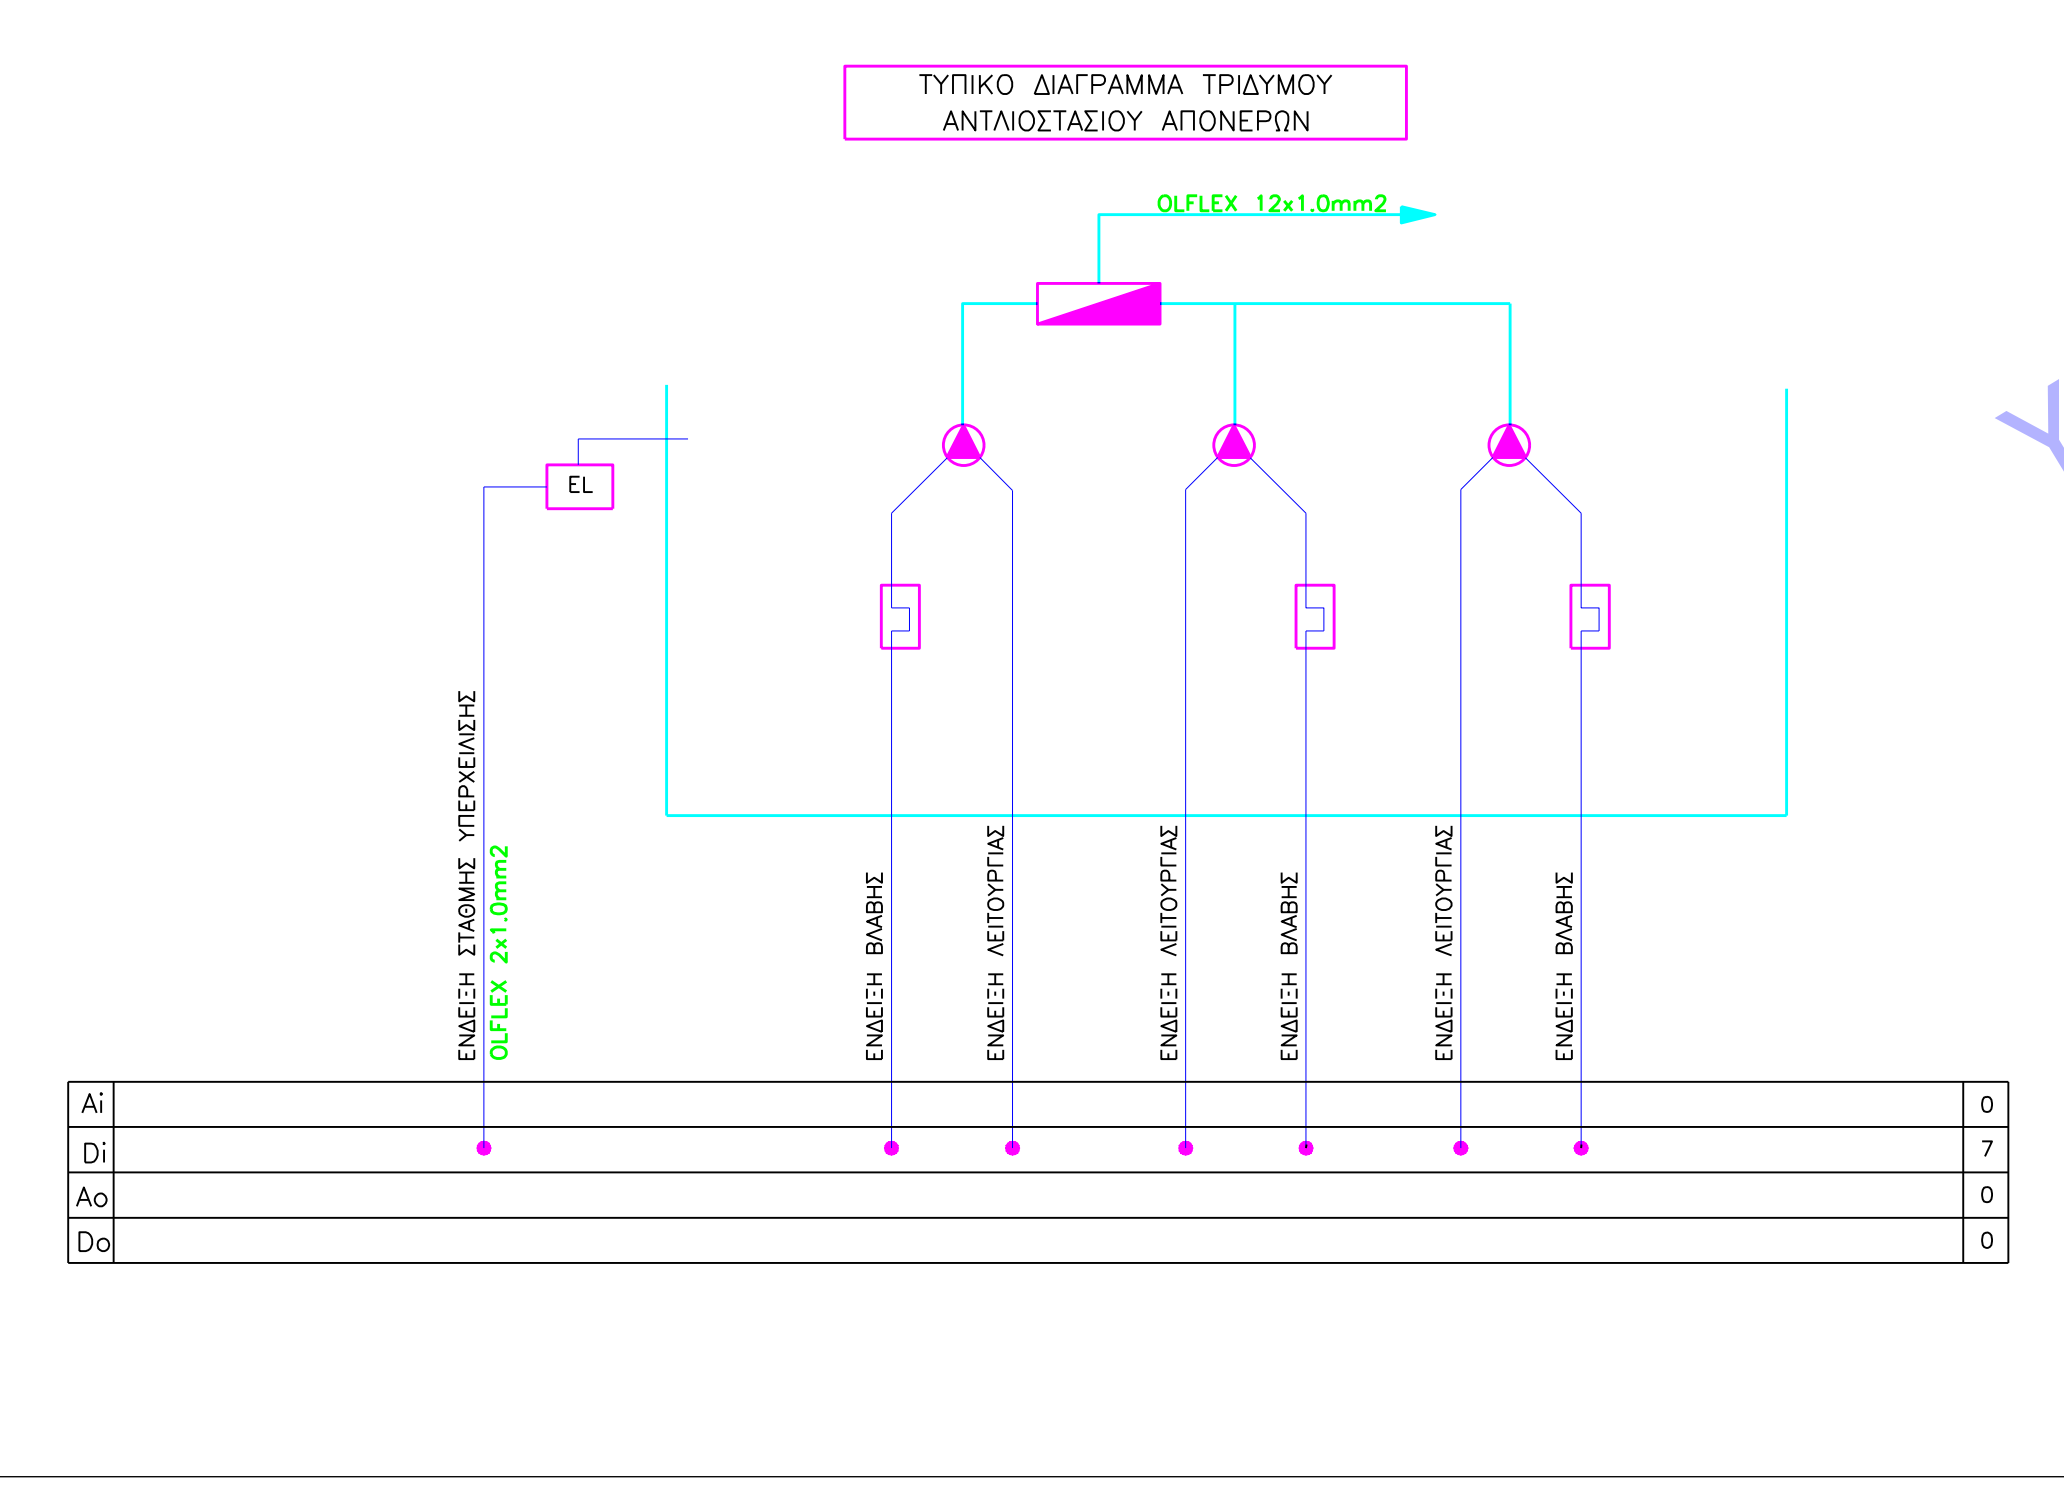 ΤΥΠΙΚΟ ΔΙΑΓΡΑΜΜΑ ΤΡΙΔΥΜΟΥ
ΑΝΤΛΙΟΣΤΑΣΙΟΥ ΑΠΟΝΕΡΩΝ
OLFLEX 12x1.0mm2
EL
ΕΝΔΕΙΞΗ ΣΤΑΘΜΗΣ ΥΠΕΡΧΕΙΛΙΣΗΣ
OLFLEX 2x1.0mm2
ΕΝΔΕΙΞΗ ΒΛΑΒΗΣ
ΕΝΔΕΙΞΗ ΛΕΙΤΟΥΡΓΙΑΣ
ΕΝΔΕΙΞΗ ΛΕΙΤΟΥΡΓΙΑΣ
ΕΝΔΕΙΞΗ ΒΛΑΒΗΣ
ΕΝΔΕΙΞΗ ΛΕΙΤΟΥΡΓΙΑΣ
ΕΝΔΕΙΞΗ ΒΛΑΒΗΣ
Ai 0
Di 7
Ao 0
Do 0